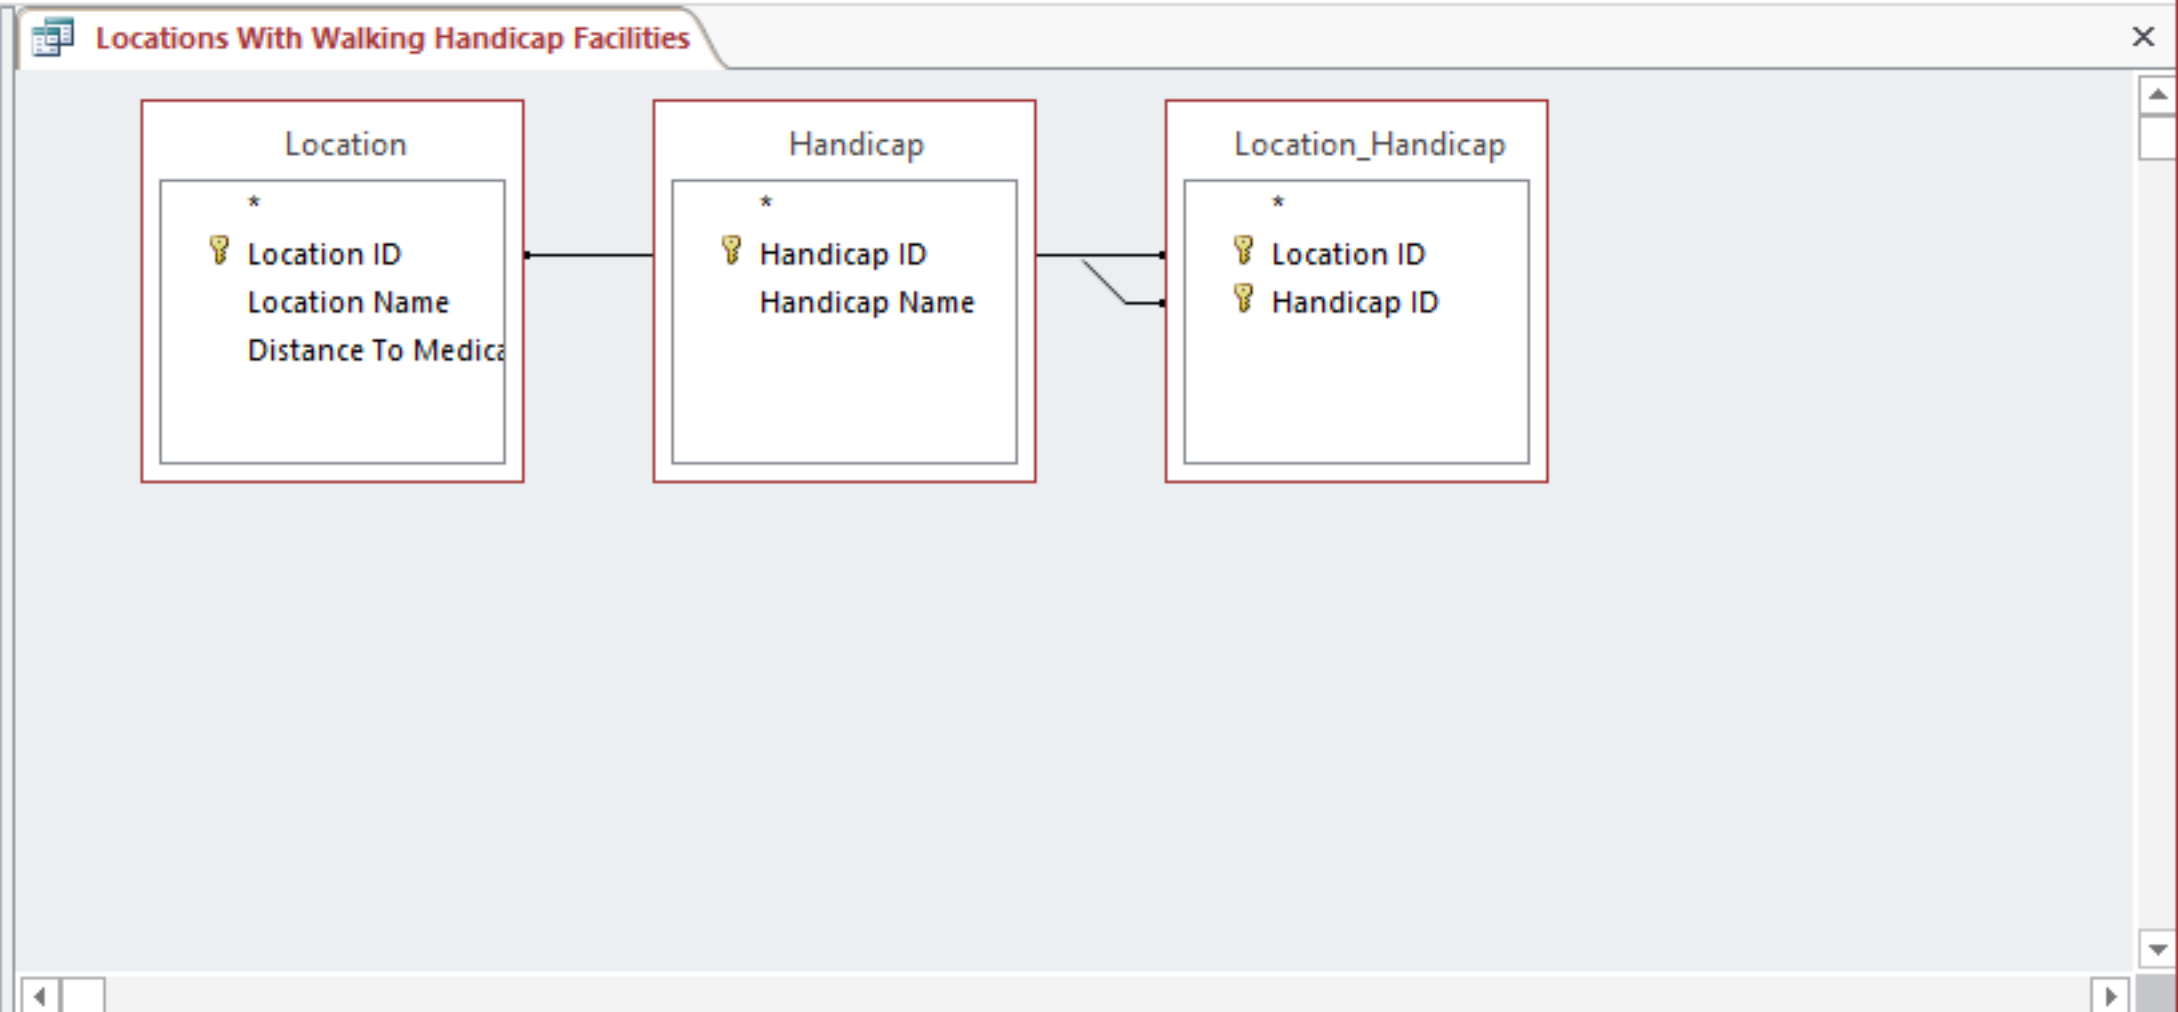 Locations With Walking Handicap Facilities
Location
*
Location ID
Location Name
Distance To Medica
Handicap
*
Handicap ID
Handicap Name
Location_Handicap
*
Location ID
Handicap ID